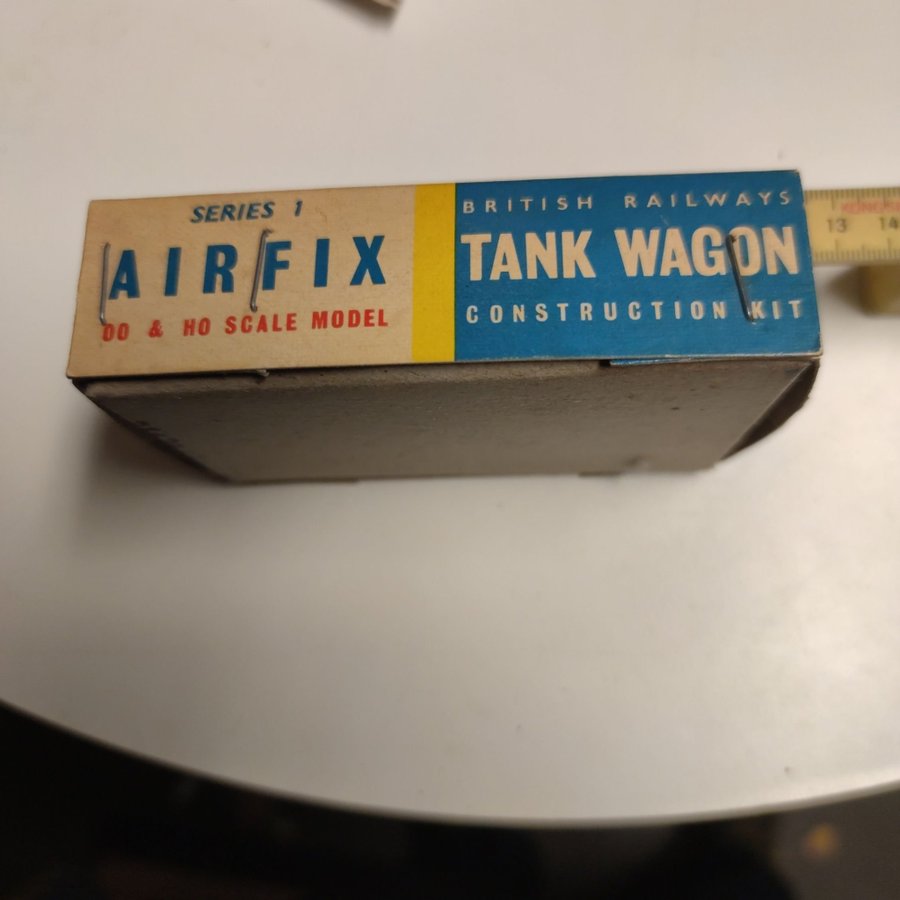 SERIES 1
AIRFIX
OO & HO SCALE MODEL
BRITISH RAILWAYS
TANK WAGON
CONSTRUCTION KIT
13 14